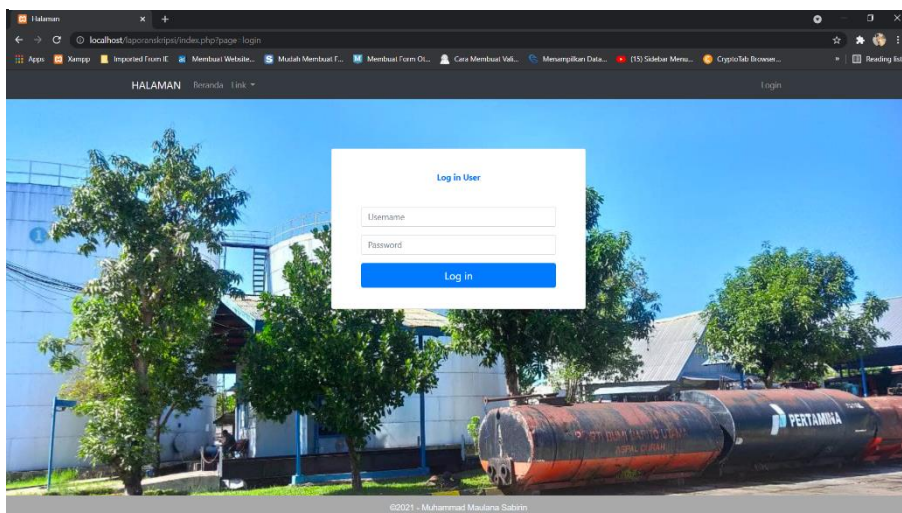 Halaman
localhost/laporanskripsi/index.php?page=login
Apps Xampp Imported From IE Membuat Website... Mudah Membuat F... Membuat Form Ot... Cara Membuat Vali... Menampilkan Data... (15) Sidebar Menu... CryptoTab Browser... » Reading list
HALAMAN Beranda Link Login
Log in User
Username
Password
Log in
1
PERTAMINA
©2021 - Muhammad Maulana Sabirin